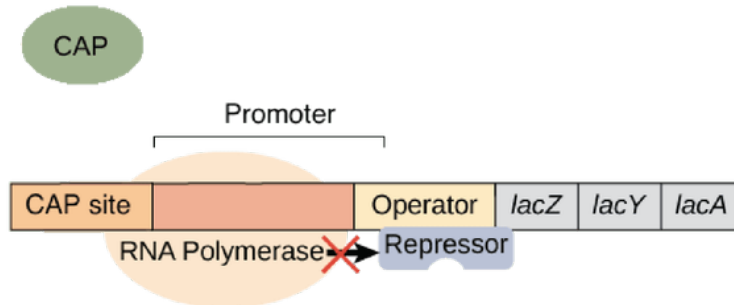 CAP
Promoter
CAP site Operator lacZ lacY lacA
RNA Polymerase Repressor